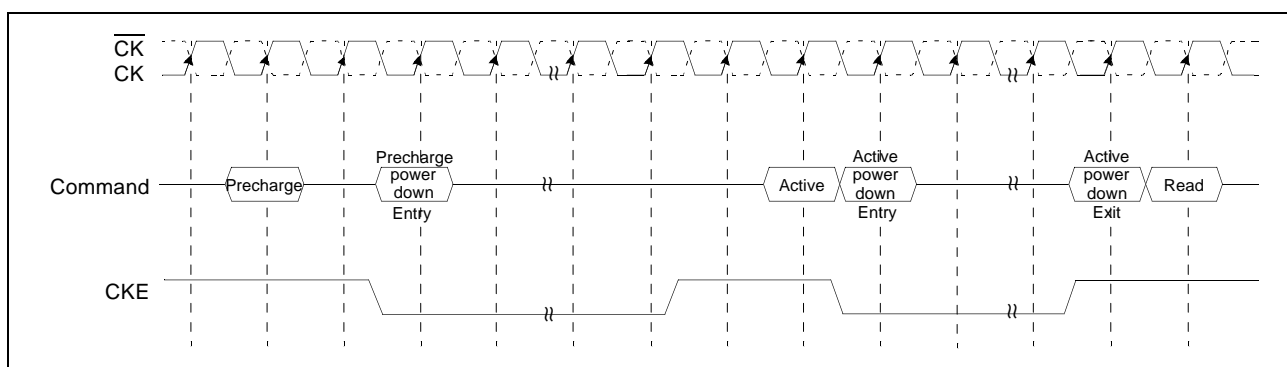 CK
CK
Command
Precharge
Precharge
power
down
Entry
Active
Active
power
down
Entry
Active
power
down
Exit
Read
CKE